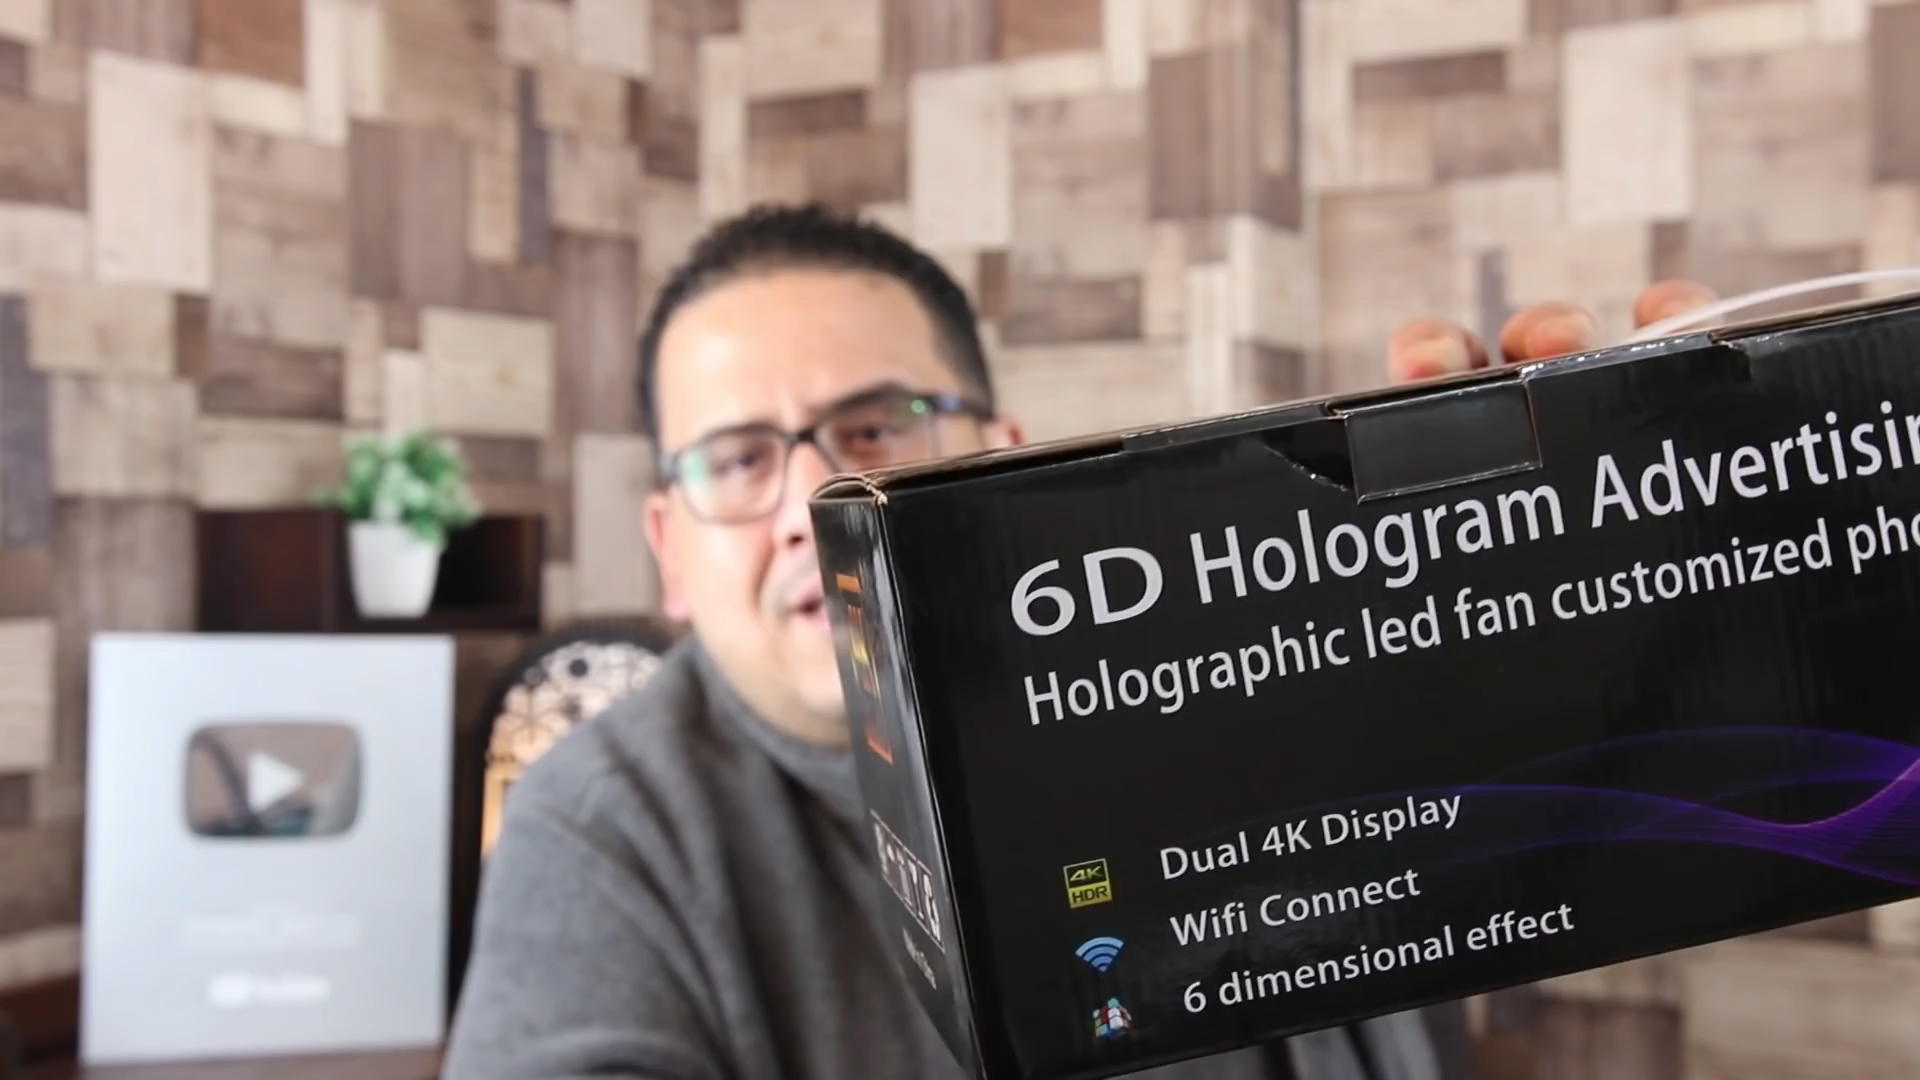 6D Hologram Advertisin
Holographic led fan customized pho
4K
HDR
Dual 4K Display
Wifi Connect
6 dimensional effect